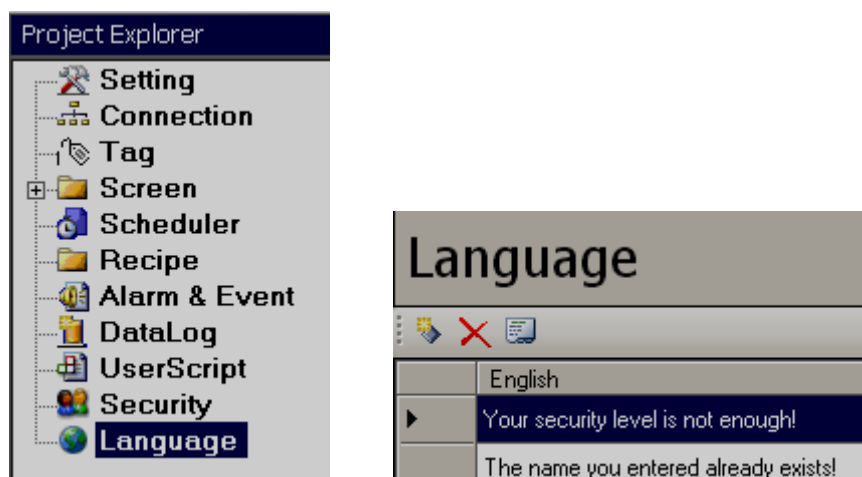 Project Explorer
Setting
Connection
Tag
Screen
Scheduler
Recipe
Alarm & Event
DataLog
UserScript
Security
Language
Language
English
Your security level is not enough!
The name you entered already exists!